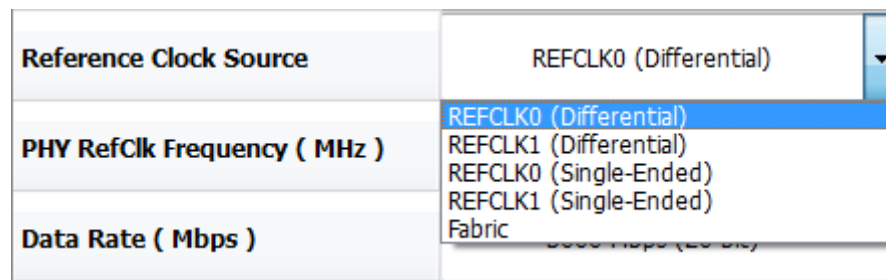 Reference Clock Source
REFCLK0 (Differential)
REFCLK0 (Differential)
REFCLK1 (Differential)
PHY RefClk Frequency ( MHz )
REFCLK0 (Single-Ended)
REFCLK1 (Single-Ended)
Fabric
Data Rate ( Mbps )